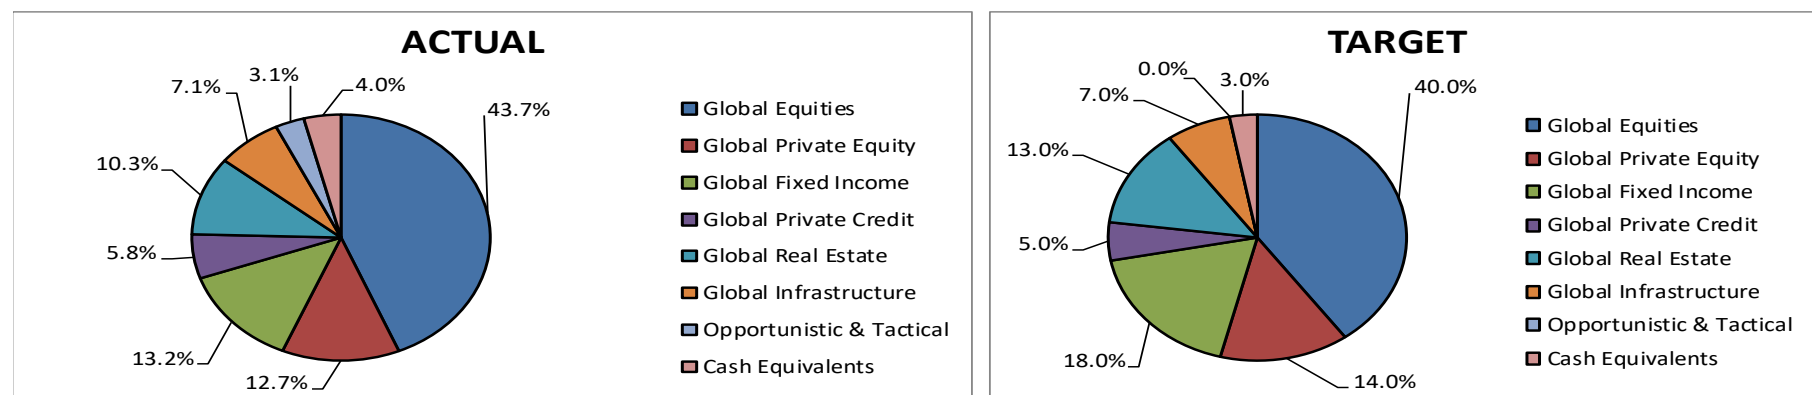 ACTUAL
3.1%
4.0%
7.1%
43.7%
10.3%
5.8%
13.2%
12.7%
Global Equities
Global Private Equity
Global Fixed Income
Global Private Credit
Global Real Estate
Global Infrastructure
Opportunistic & Tactical
Cash Equivalents
TARGET
0.0%
3.0%
7.0%
40.0%
13.0%
5.0%
18.0%
14.0%
Global Equities
Global Private Equity
Global Fixed Income
Global Private Credit
Global Real Estate
Global Infrastructure
Opportunistic & Tactical
Cash Equivalents